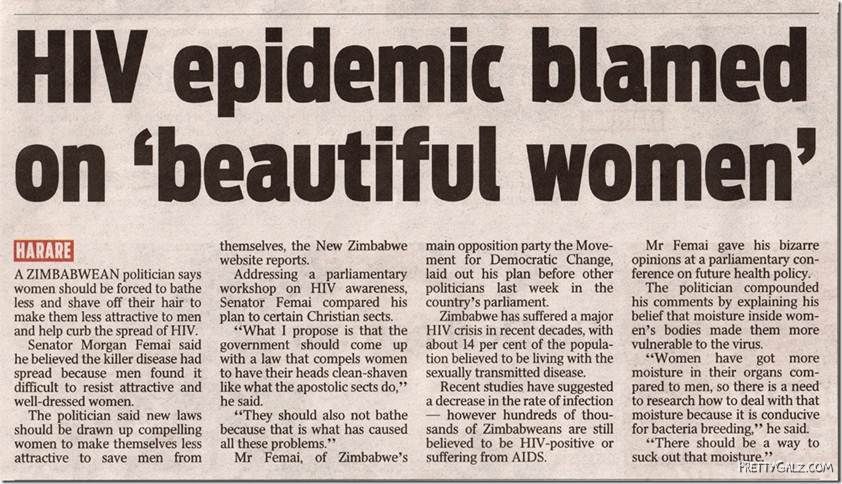 HIV epidemic blamed
on ‘beautiful women’
HARARE
A ZIMBABWEAN politician says
women should be forced to bathe
less and shave off their hair to
make them less attractive to men
and help curb the spread of HIV.
Senator Morgan Femai said
he believed the killer disease had
spread because men found it
difficult to resist attractive and
well-dressed women.
The politician said new laws
should be drawn up compelling
women to make themselves less
attractive to save men from
themselves, the New Zimbabwe
website reports.
Addressing a parliamentary
workshop on HIV awareness,
Senator Femai compared his
plan to certain Christian sects.
“What I propose is that the
government should come up
with a law that compels women
to have their heads clean-shaven
like what the apostolic sects do,”
he said.
“They should also not bathe
because that is what has caused
all these problems.”
Mr Femai, of Zimbabwe’s
main opposition party the Move-
ment for Democratic Change,
laid out his plan before other
politicians last week in the
country’s parliament.
Zimbabwe has suffered a major
HIV crisis in recent decades, with
about 14 per cent of the popula-
tion believed to be living with the
sexually transmitted disease.
Recent studies have suggested
a decrease in the rate of infection
— however hundreds of thou-
sands of Zimbabweans are still
believed to be HIV-positive or
suffering from AIDS.
Mr Femai gave his bizarre
opinions at a parliamentary con-
ference on future health policy.
The politician compounded
his comments by explaining his
belief that moisture inside wom-
en’s bodies made them more
vulnerable to the virus.
“Women have got more
moisture in their organs com-
pared to men, so there is a need
to research how to deal with that
moisture because it is conducive
for bacteria breeding,” he said.
“There should be a way to
suck out that moisture.”
PRETTYGALZ.COM